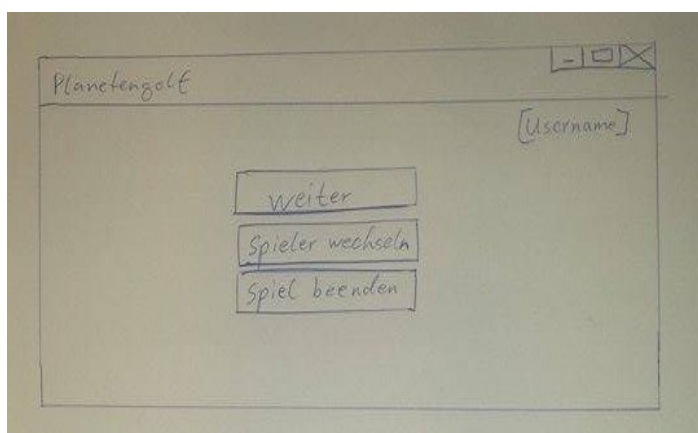 Planetengolf
[Username]
weiter
Spieler wechseln
Spiel beenden